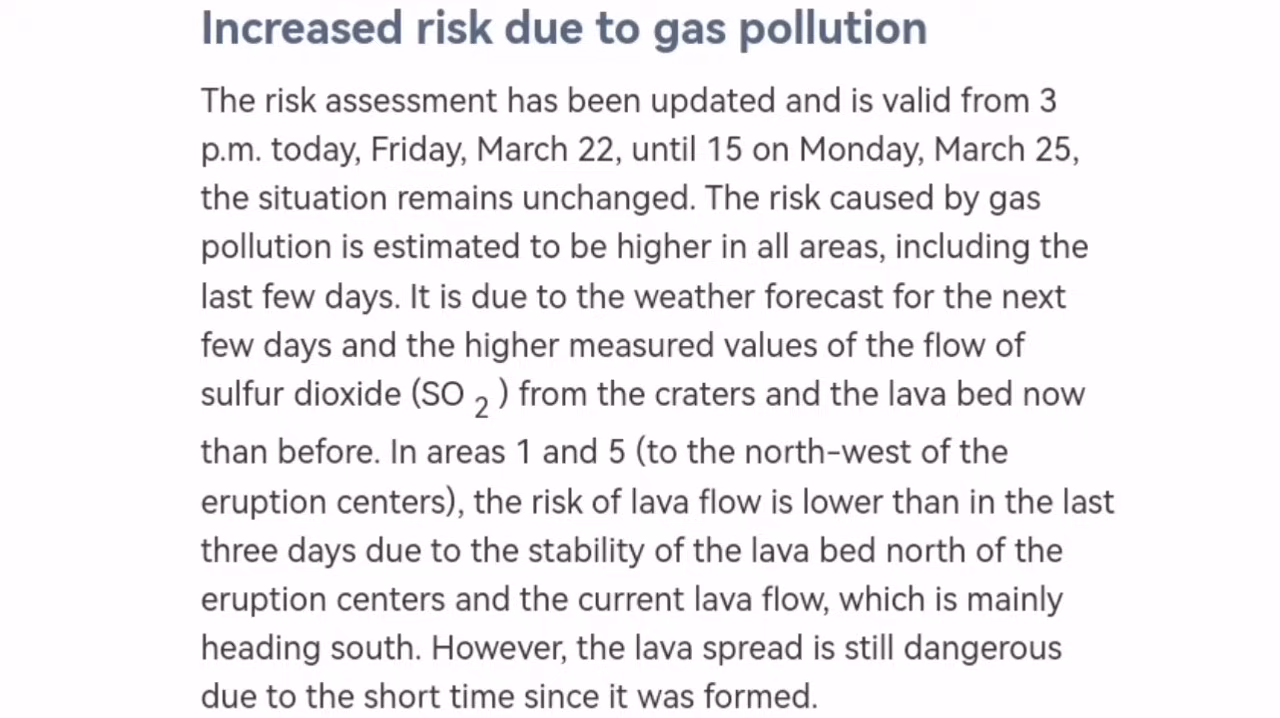 Increased risk due to gas pollution
The risk assessment has been updated and is valid from 3
p.m. today, Friday, March 22, until 15 on Monday, March 25,
the situation remains unchanged. The risk caused by gas
pollution is estimated to be higher in all areas, including the
last few days. It is due to the weather forecast for the next
few days and the higher measured values of the flow of
sulfur dioxide (SO 2 ) from the craters and the lava bed now
than before. In areas 1 and 5 (to the north-west of the
eruption centers), the risk of lava flow is lower than in the last
three days due to the stability of the lava bed north of the
eruption centers and the current lava flow, which is mainly
heading south. However, the lava spread is still dangerous
due to the short time since it was formed.